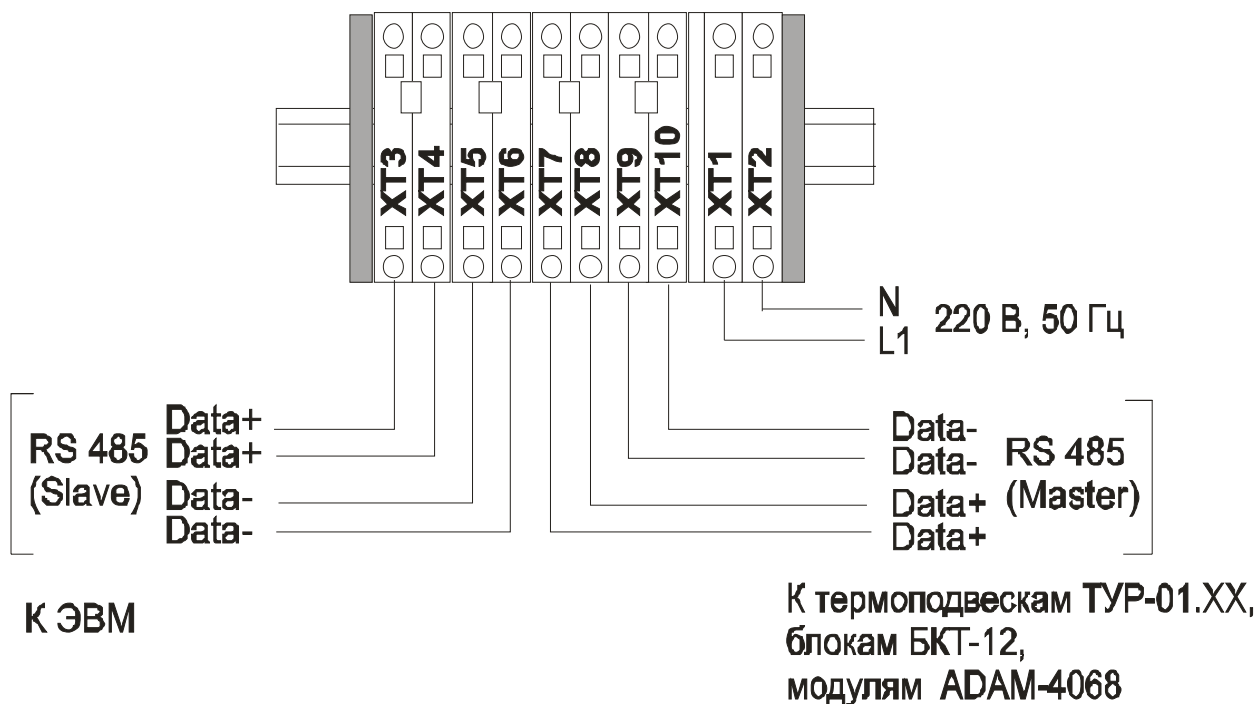 XT3
XT4
XT5
XT6
XT7
XT8
XT9
XT10
XT1
XT2
N
L1
220 В, 50 Гц
RS 485
(Slave)
Data+
Data+
Data-
Data-
Data-
Data-
Data+
Data+
RS 485
(Master)
К ЭВМ
К термоподвескам ТУР-01.ХХ,
блокам БКТ-12,
модулям ADAM-4068